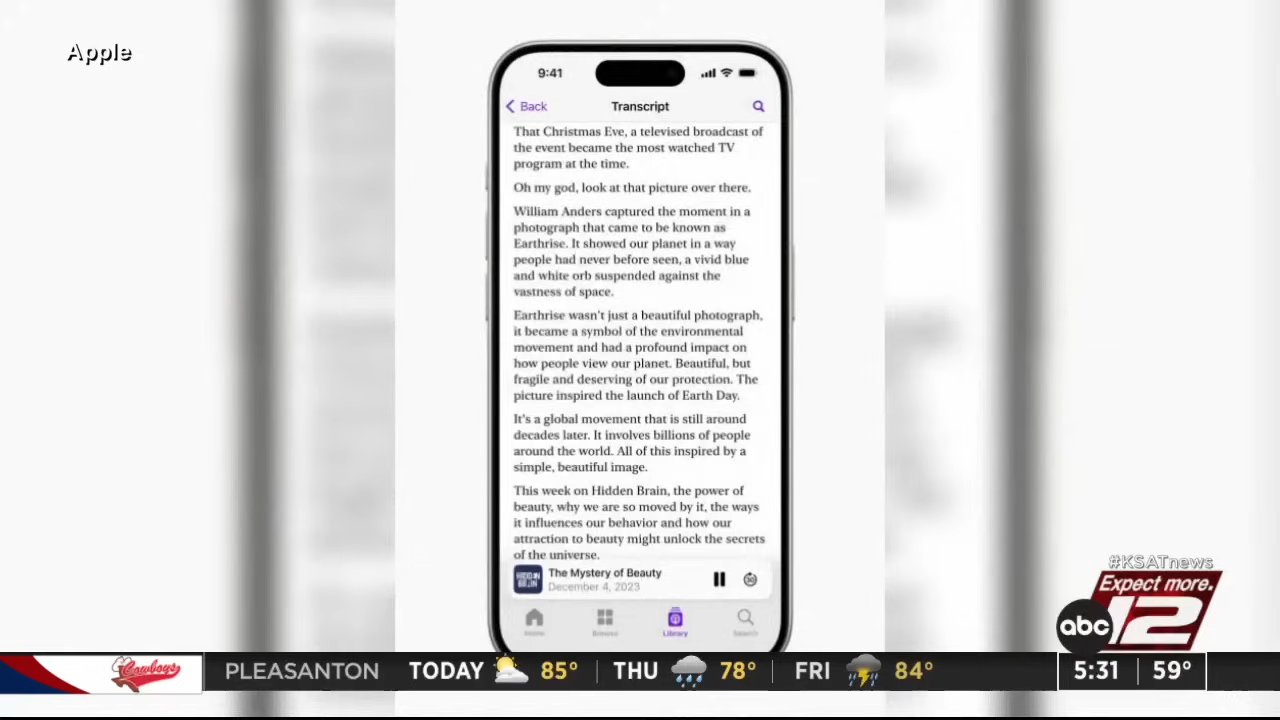 Apple
9:41
Back
Transcript
That Christmas Eve, a televised broadcast of
the event became the most watched TV
program at the time.
Oh my god, look at that picture over there.
William Anders captured the moment in a
photograph that came to be known as
Earthrise. It showed our planet in a way
people had never before seen, a vivid blue
and white orb suspended against the
vastness of space.
Earthrise wasn't just a beautiful photograph,
it became a symbol of the environmental
movement and had a profound impact on
how people view our planet. Beautiful, but
fragile and deserving of our protection. The
picture inspired the launch of Earth Day.
It's a global movement that is still around
decades later. It involves billions of people
around the world. All of this inspired by a
simple, beautiful image.
This week on Hidden Brain, the power of
beauty, why we are so moved by it, the ways
it influences our behavior and how our
attraction to beauty might unlock the secrets
of the universe.
HIDDEN
BRAIN
The Mystery of Beauty
December 4, 2023
30
Home
Browse
Library
Search
#KSATnews
Expect more.
abc
12
Cowboys
PLEASANTON
TODAY 85°
THU 78°
FRI 84°
5:31
59°